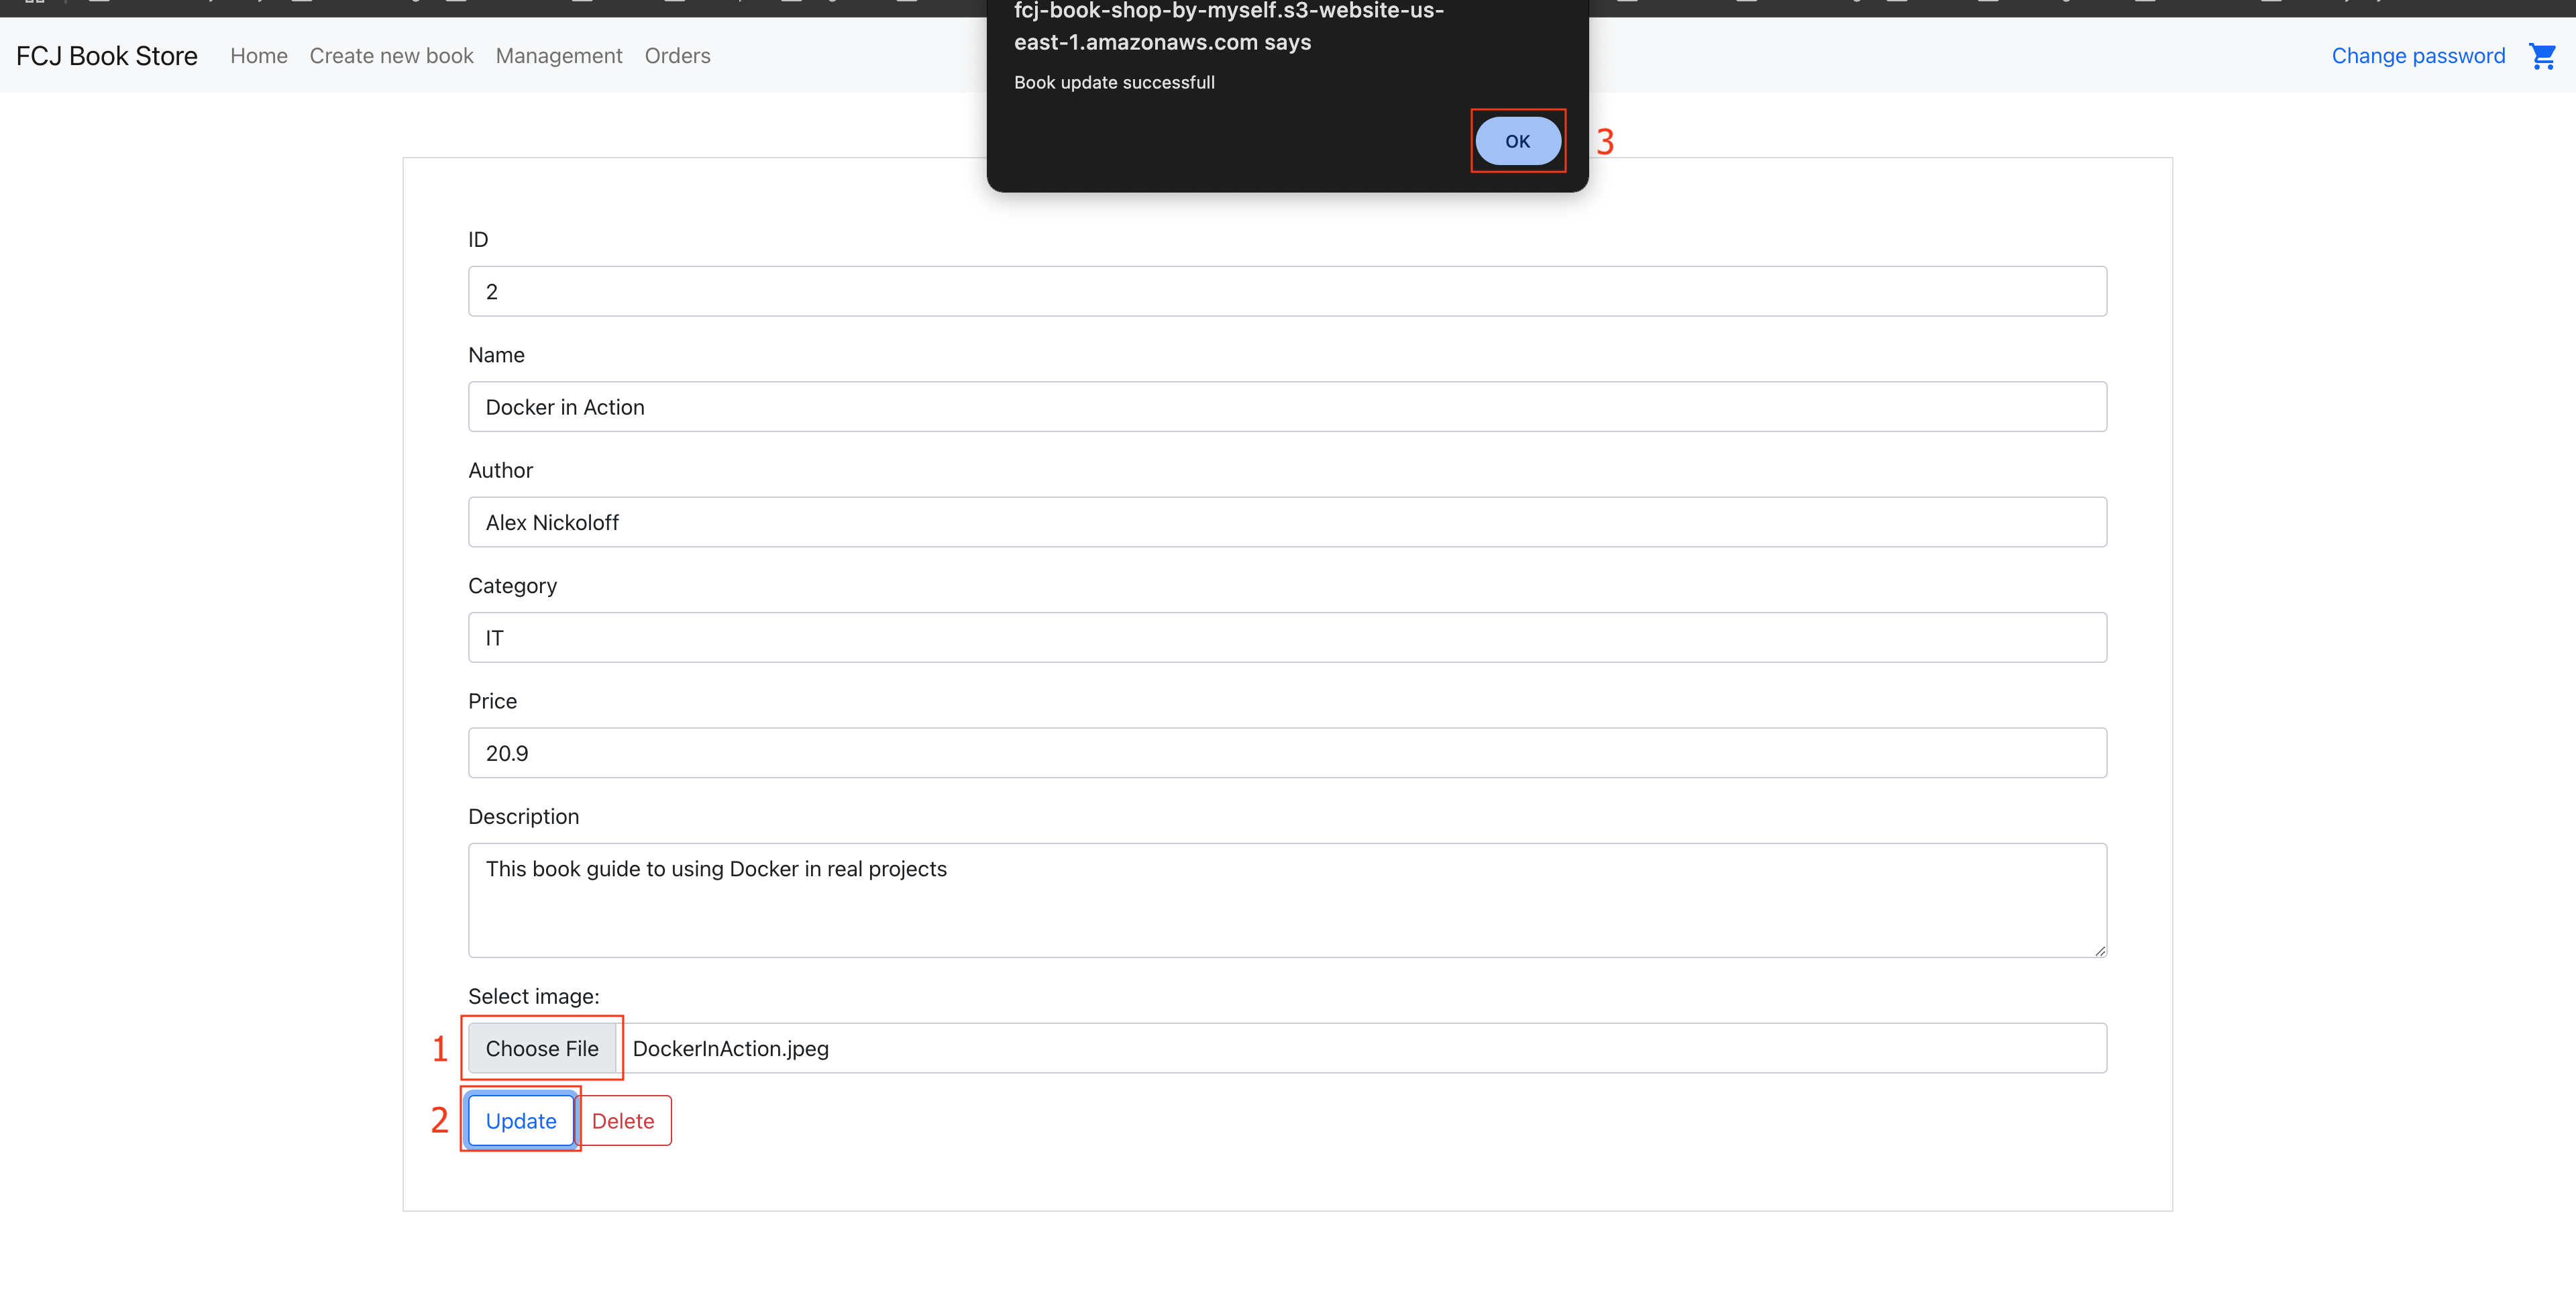 fcj-book-shop-by-myself.s3-website-us-
east-1.amazonaws.com says
Book update successfull
OK
3
FCJ Book Store
Home
Create new book
Management
Orders
Change password
ID
2
Name
Docker in Action
Author
Alex Nickoloff
Category
IT
Price
20.9
Description
This book guide to using Docker in real projects
Select image:
1
Choose File
DockerInAction.jpeg
2
Update
Delete